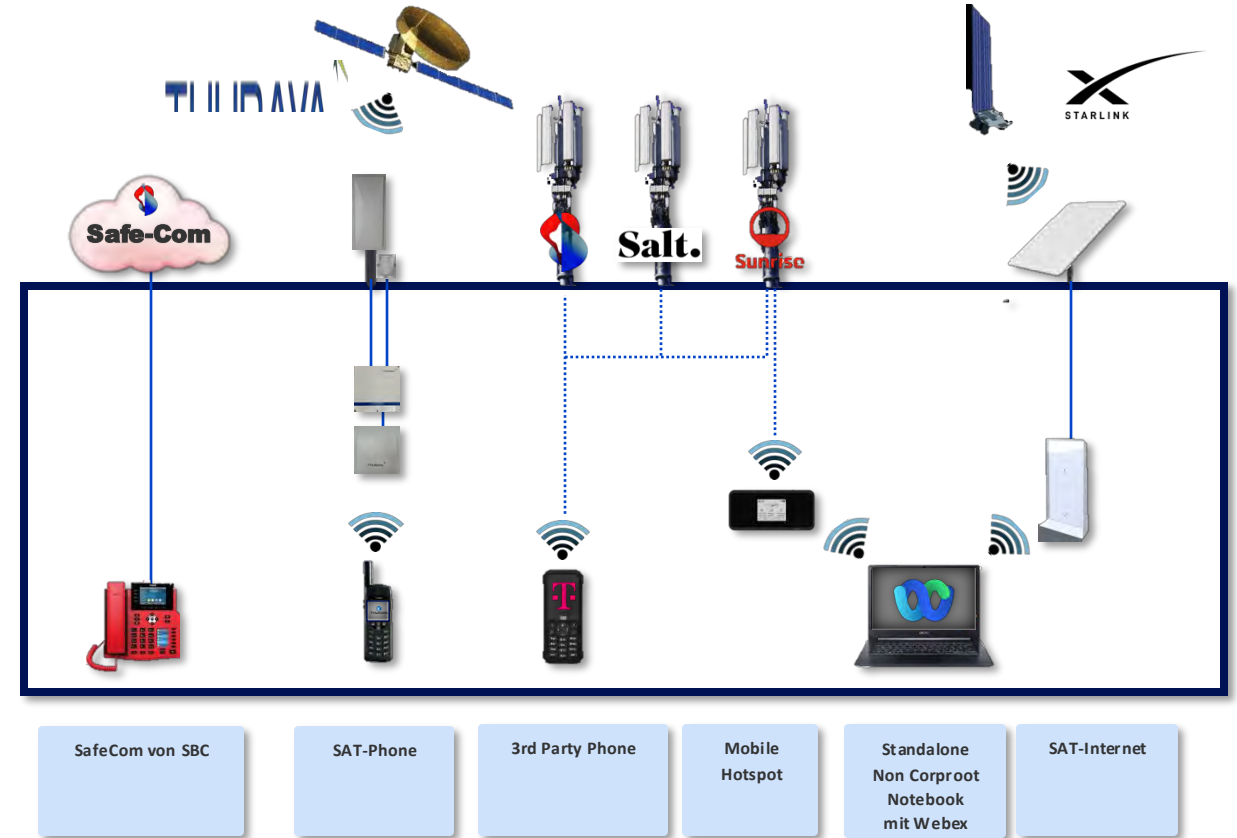 STARLINK
Safe-Com
Salt.
Sunrise
T
SafeCom von SBC
SAT-Phone
3rd Party Phone
Mobile
Hotspot
Standalone
Non Corproot
Notebook
mit Webex
SAT-Internet